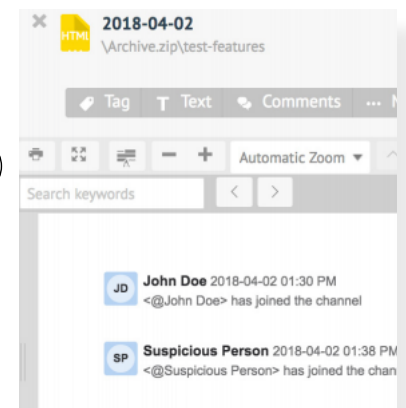 HTML
2018-04-02
\Archive.zip\test-features
Tag Text Comments ...
Automatic Zoom
Search keywords
JD John Doe 2018-04-02 01:30 PM
<@John Doe> has joined the channel
SP Suspicious Person 2018-04-02 01:38 PM
<@Suspicious Person> has joined the chan